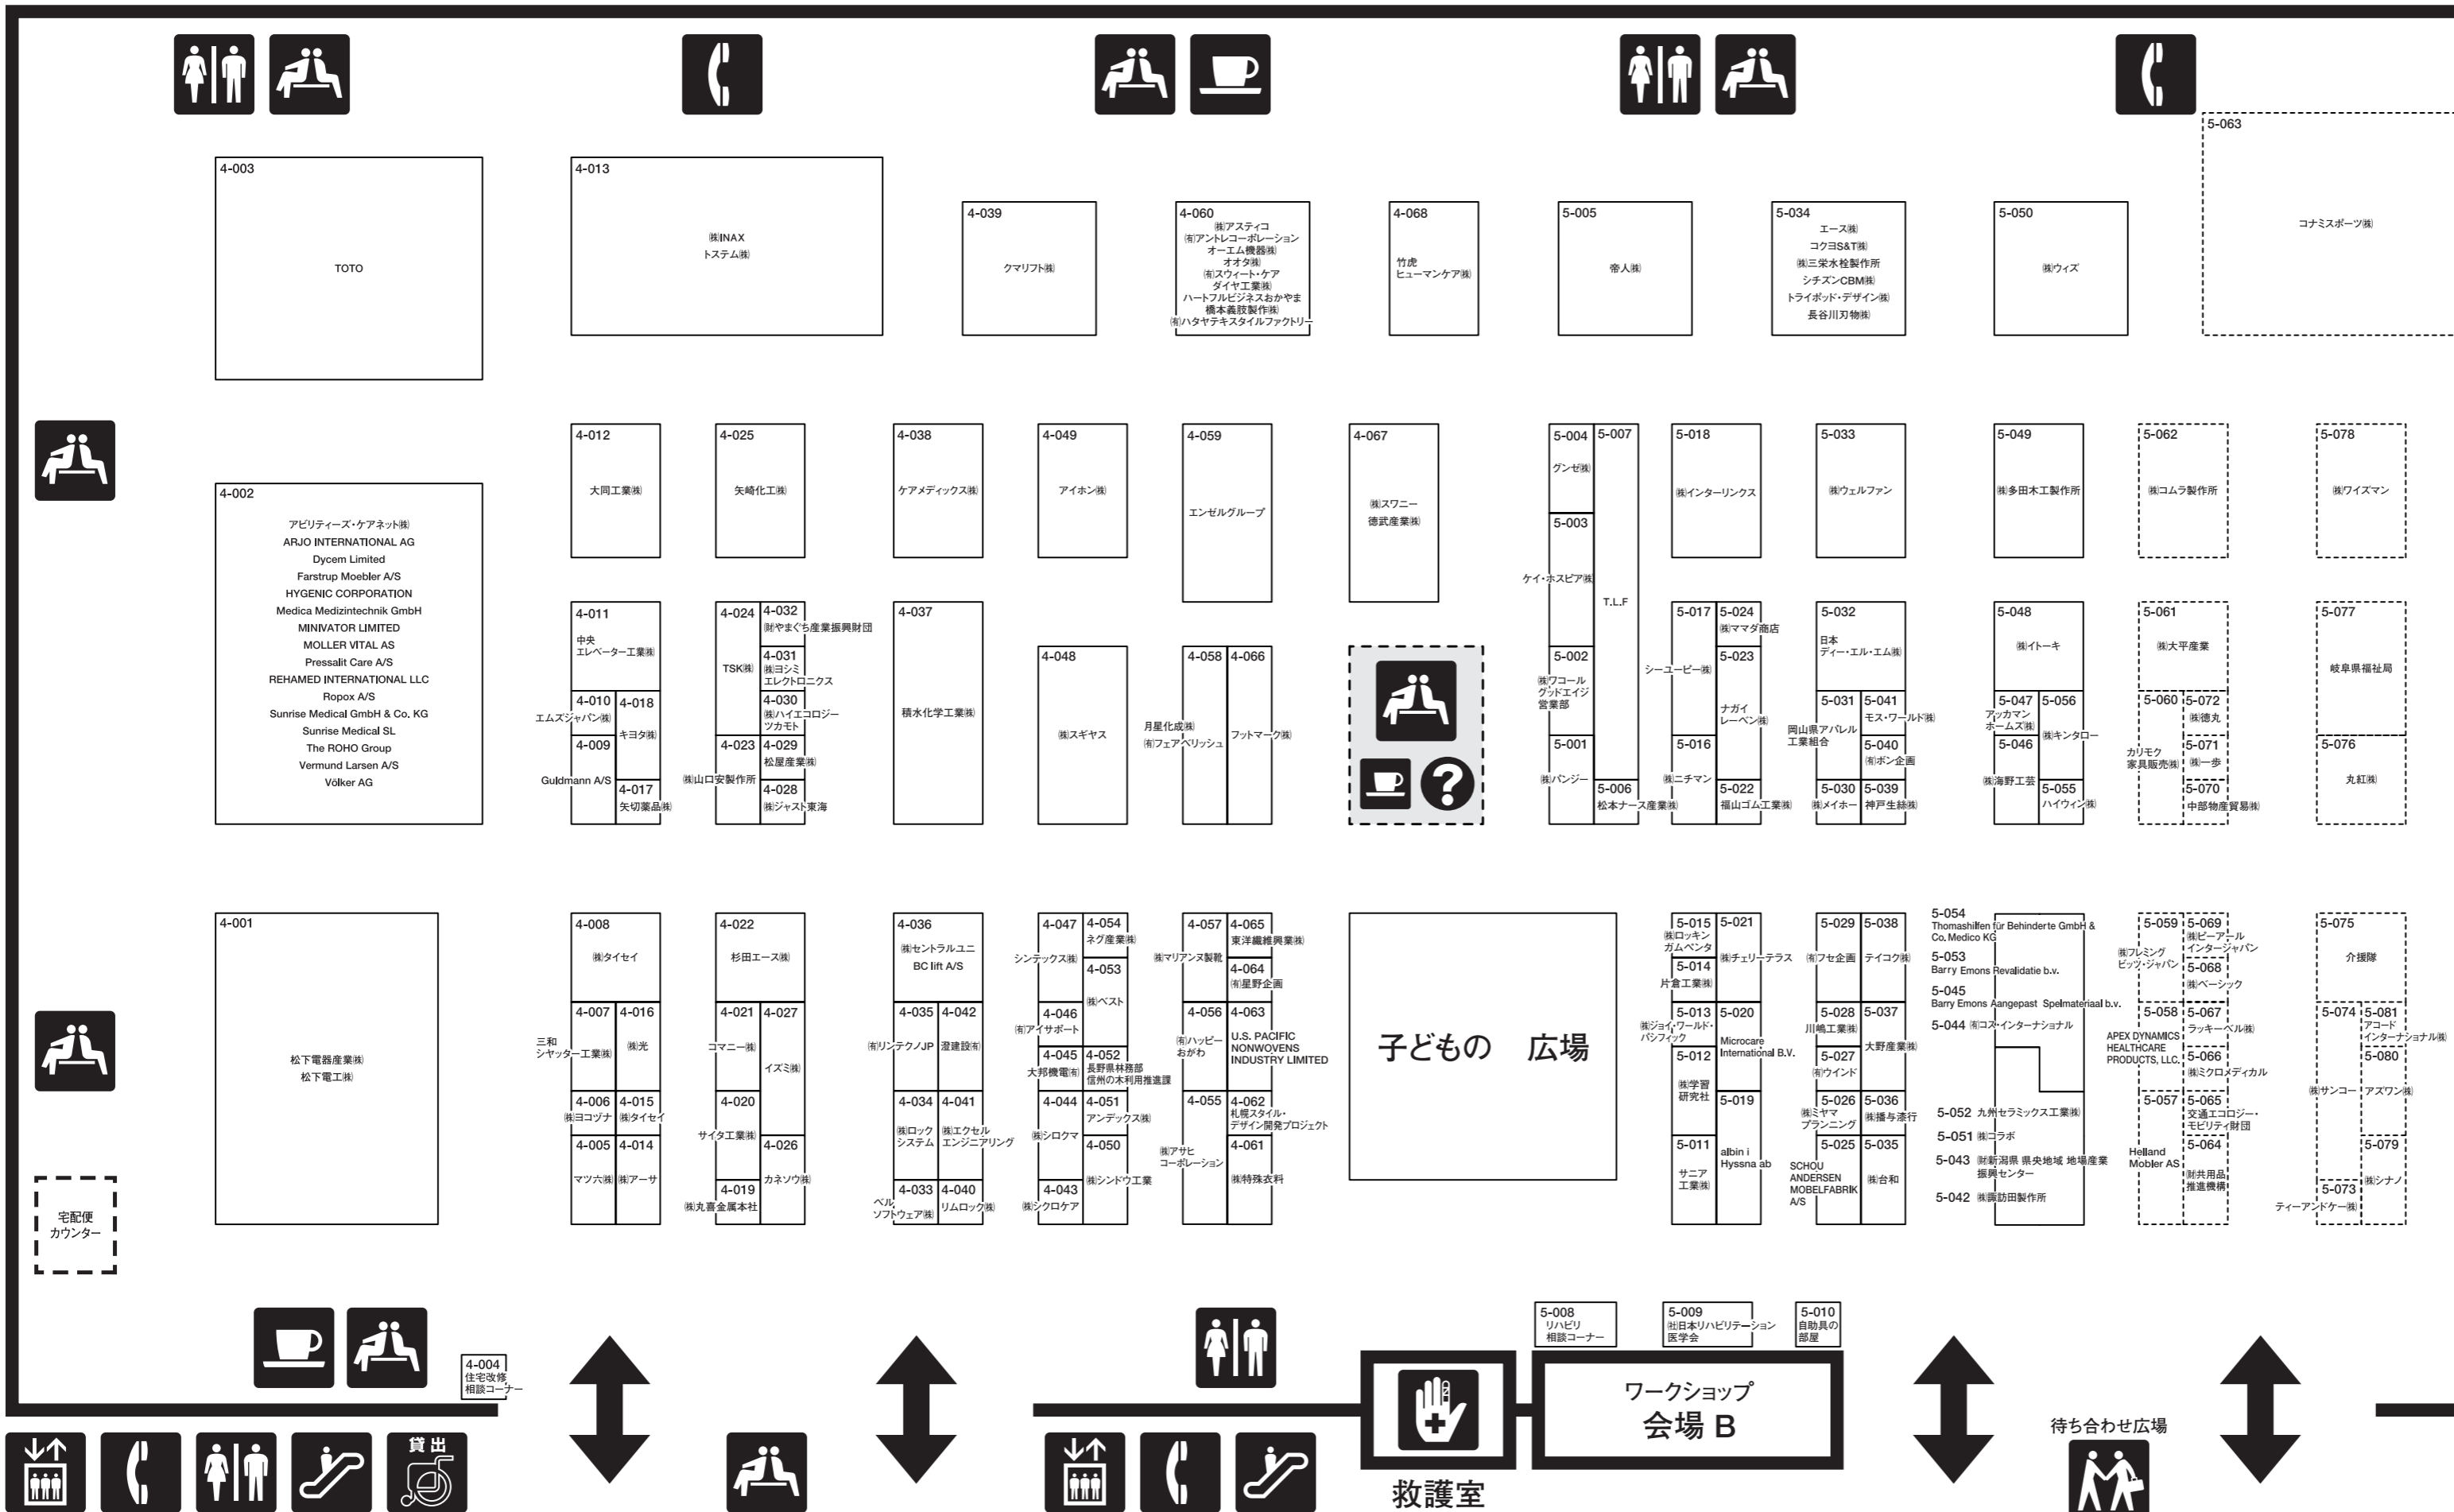 5-063
コナミスポーツ㈱
4-003
TOTO
4-013
㈱INAX
トステム㈱
4-039
クマリフト㈱
4-060
㈱アスティコ
㈲アントレコーポレーション
オーエム機器㈱
オオタ㈱
㈲スウィート・ケア
ダイヤ工業㈱
ハートフルビジネスおかやま
橋本義肢製作㈱
㈲ハタヤテキスタイルファクトリー
4-068
竹虎
ヒューマンケア㈱
5-005
帝人㈱
5-034
エース㈱
コクヨS&T㈱
㈱三栄水栓製作所
シチズンCBM㈱
トライポッド・デザイン㈱
長谷川刃物㈱
5-050
㈱ウィズ
4-012
大同工業㈱
4-025
矢崎化工㈱
4-038
ケアメディックス㈱
4-049
アイホン㈱
4-059
エンゼルグループ
4-067
㈱スワニー
徳武産業㈱
5-004
グンゼ㈱
5-007
T.L.F
5-003
ケイ・ホスピア㈱
5-002
㈱ワコール
グッドエイジ
営業部
5-001
㈱パンジー
5-006
松本ナース産業㈱
5-018
㈱インターリンクス
5-033
㈱ウェルファン
5-049
㈱多田木工製作所
5-062
㈱コムラ製作所
5-078
㈱ワイズマン
4-002
アビリティーズ・ケアネット㈱
ARJO INTERNATIONAL AG
Dycem Limited
Farstrup Moebler A/S
HYGENIC CORPORATION
Medica Medizintechnik GmbH
MINIVATOR LIMITED
MOLLER VITAL AS
Pressalit Care A/S
REHAMED INTERNATIONAL LLC
Ropox A/S
Sunrise Medical GmbH & Co. KG
Sunrise Medical SL
The ROHO Group
Vermund Larsen A/S
Völker AG
4-011
中央
エレベーター工業㈱
4-010
エムズジャパン㈱
4-018
キヨタ㈱
4-009
Guldmann A/S
4-017
矢切薬品㈱
4-024
TSK㈱
4-032
㈶やまぐち産業振興財団
4-031
㈱ヨシミ
エレクトロニクス
4-030
㈱ハイエコロジー
ツカモト
4-023
㈱山口安製作所
4-029
松屋産業㈱
4-028
㈱ジャスト東海
4-037
積水化学工業㈱
4-048
㈱スギヤス
4-058
月星化成㈱
㈲フェアベリッシュ
4-066
フットマーク㈱
5-017
シーユーピー㈱
5-024
㈱ママダ商店
5-023
ナガイ
レーベン㈱
5-016
㈱ニチマン
5-022
福山ゴム工業㈱
5-032
日本
ディー・エル・エム㈱
5-031
岡山県アパレル
工業組合
5-041
モス・ワールド㈱
5-040
㈲ボン企画
5-030
㈱メイホー
5-039
神戸生絲㈱
5-048
㈱イトーキ
5-047
アッカマン
ホームズ㈱
5-056
㈱キンタロー
5-046
㈱海野工芸
5-055
ハイウィン㈱
5-061
㈱大平産業
5-060
カリモク
家具販売㈱
5-072
㈱徳丸
5-071
㈱一歩
5-070
中部物産貿易㈱
5-077
岐阜県福祉局
5-076
丸紅㈱
4-001
松下電器産業㈱
松下電工㈱
4-008
㈱タイセイ
4-007
三和
シヤッター工業㈱
4-016
㈱光
4-006
㈱ヨコヅナ
4-015
㈱タイセイ
4-005
マツ六㈱
4-014
㈱アーサ
4-022
杉田エース㈱
4-021
コマニー㈱
4-027
イズミ㈱
4-020
サイタ工業㈱
4-026
カネソウ㈱
4-019
㈱丸喜金属本社
4-036
㈱セントラルユニ
BC lift A/S
4-035
㈲リンテクノJP
4-042
澄建設㈲
4-034
㈱ロック
システム
4-041
㈱エクセル
エンジニアリング
4-033
ベル
ソフトウェア㈱
4-040
リムロック㈱
4-047
シンテックス㈱
4-054
ネグ産業㈱
4-053
㈱ベスト
4-046
㈲アイサポート
4-045
大邦機電㈲
4-052
長野県林務部
信州の木利用推進課
4-044
㈱シロクマ
4-051
アンデックス㈱
4-050
㈱シンドウ工業
4-043
㈱シクロケア
4-057
㈱マリアンヌ製靴
4-065
東洋繊維興業㈱
4-064
㈲星野企画
4-056
㈲ハッピー
おがわ
4-063
U.S. PACIFIC
NONWOVENS
INDUSTRY LIMITED
4-055
㈱アサヒ
コーポレーション
4-062
札幌スタイル・
デザイン開発プロジェクト
4-061
㈱特殊衣料
子どもの 広場
5-015
㈱ロッキン
ガムペンタ
5-021
㈱チェリーテラス
5-014
片倉工業㈱
5-013
㈱ジョイ・ワールド・
パシフィック
5-020
Microcare
International B.V.
5-012
㈱学習
研究社
5-019
albin i
Hyssna ab
5-011
サニア
工業㈱
5-029
㈲フセ企画
5-038
テイコク㈱
5-028
川嶋工業㈱
5-037
大野産業㈱
5-027
㈲ウインド
5-026
㈱ミヤマ
プランニング
5-036
㈱播与漆行
5-025
SCHOU
ANDERSEN
MOBELFABRIK
A/S
5-035
㈱台和
5-054
Thomashilfen für Behinderte GmbH &
Co. Medico KG
5-053
Barry Emons Revalidatie b.v.
5-045
Barry Emons Aangepast Spelmateriaal b.v.
5-044 ㈲コス・インターナショナル
5-052 九州セラミックス工業㈱
5-051 ㈱コラボ
5-043 ㈶新潟県 県央地域 地場産業
振興センター
5-042 ㈱諏訪田製作所
5-059
㈱フレミング
ビッツ・ジャパン
5-069
㈱ビーアール
インタージャパン
5-068
㈱ベーシック
5-058
APEX DYNAMICS
HEALTHCARE
PRODUCTS, LLC.
5-067
ラッキーベル㈱
5-066
㈱ミクロメディカル
5-057
Helland
Mobler AS
5-065
交通エコロジー・
モビリティ財団
5-064
㈶共用品
推進機構
5-075
介援隊
5-074
㈱サンコー
5-081
アコード
インターナショナル㈱
5-080
アズワン㈱
5-079
㈱シナノ
5-073
ティーアンドケー㈱
宅配便
カウンター
4-004
住宅改修
相談コーナー
5-008
リハビリ
相談コーナー
5-009
㈳日本リハビリテーション
医学会
5-010
自助具の
部屋
ワークショップ
会場 B
救護室
待ち合わせ広場
貸出